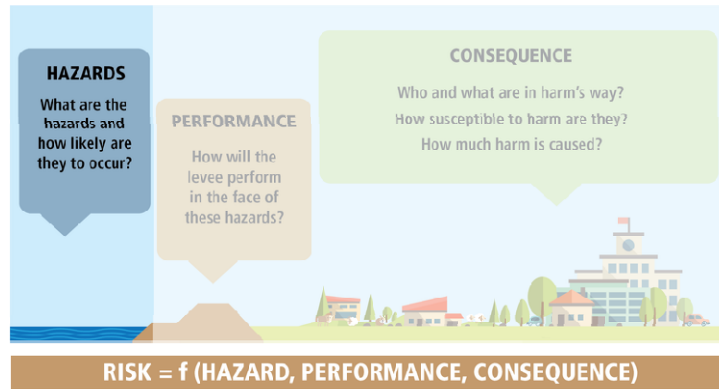 HAZARDS
What are the
hazards and
how likely are
they to occur?
PERFORMANCE
How will the
levee perform
in the face of
these hazards?
CONSEQUENCE
Who and what are in harm's way?
How susceptible to harm are they?
How much harm is caused?
RISK = f (HAZARD, PERFORMANCE, CONSEQUENCE)